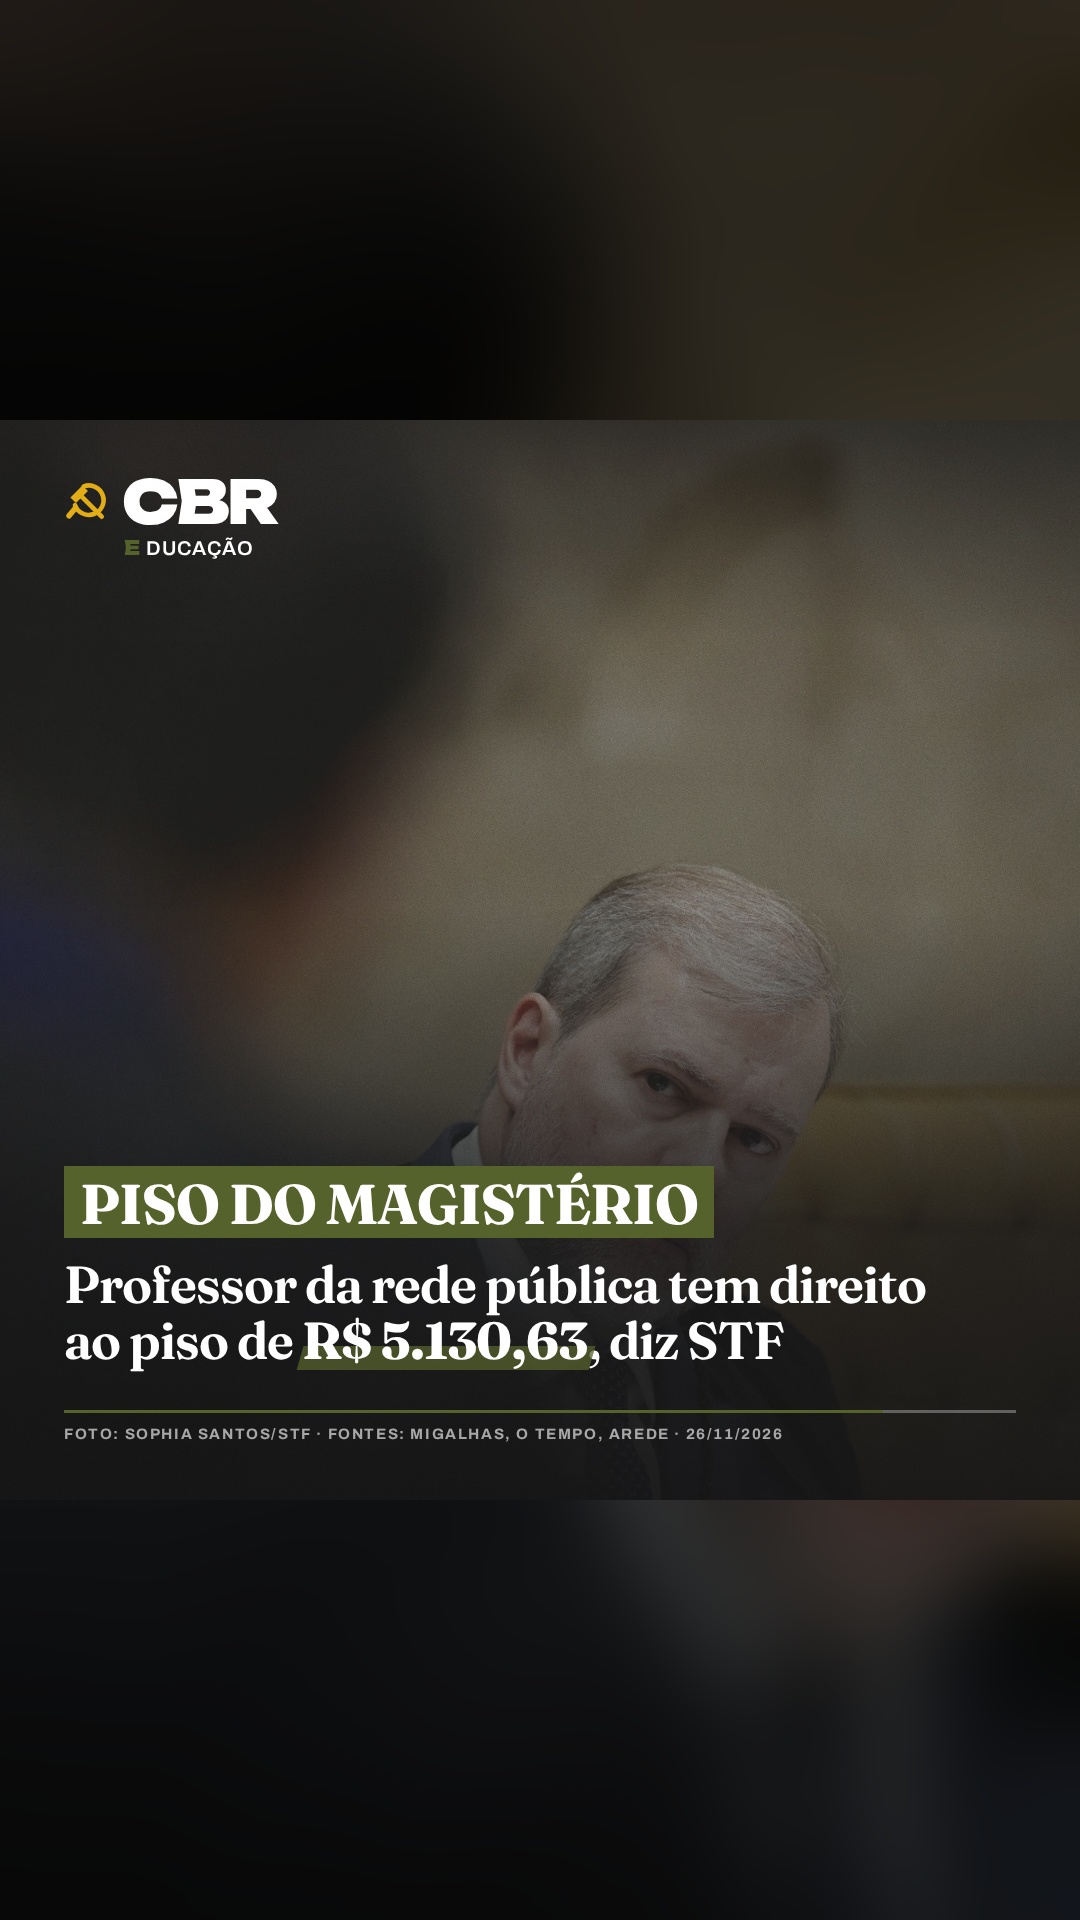 CBR
EDUCAÇÃO
PISO DO MAGISTÉRIO
Professor da rede pública tem direito
ao piso de R$ 5.130,63, diz STF
FOTO: SOPHIA SANTOS/STF · FONTES: MIGALHAS, O TEMPO, AREDE · 26/11/2026